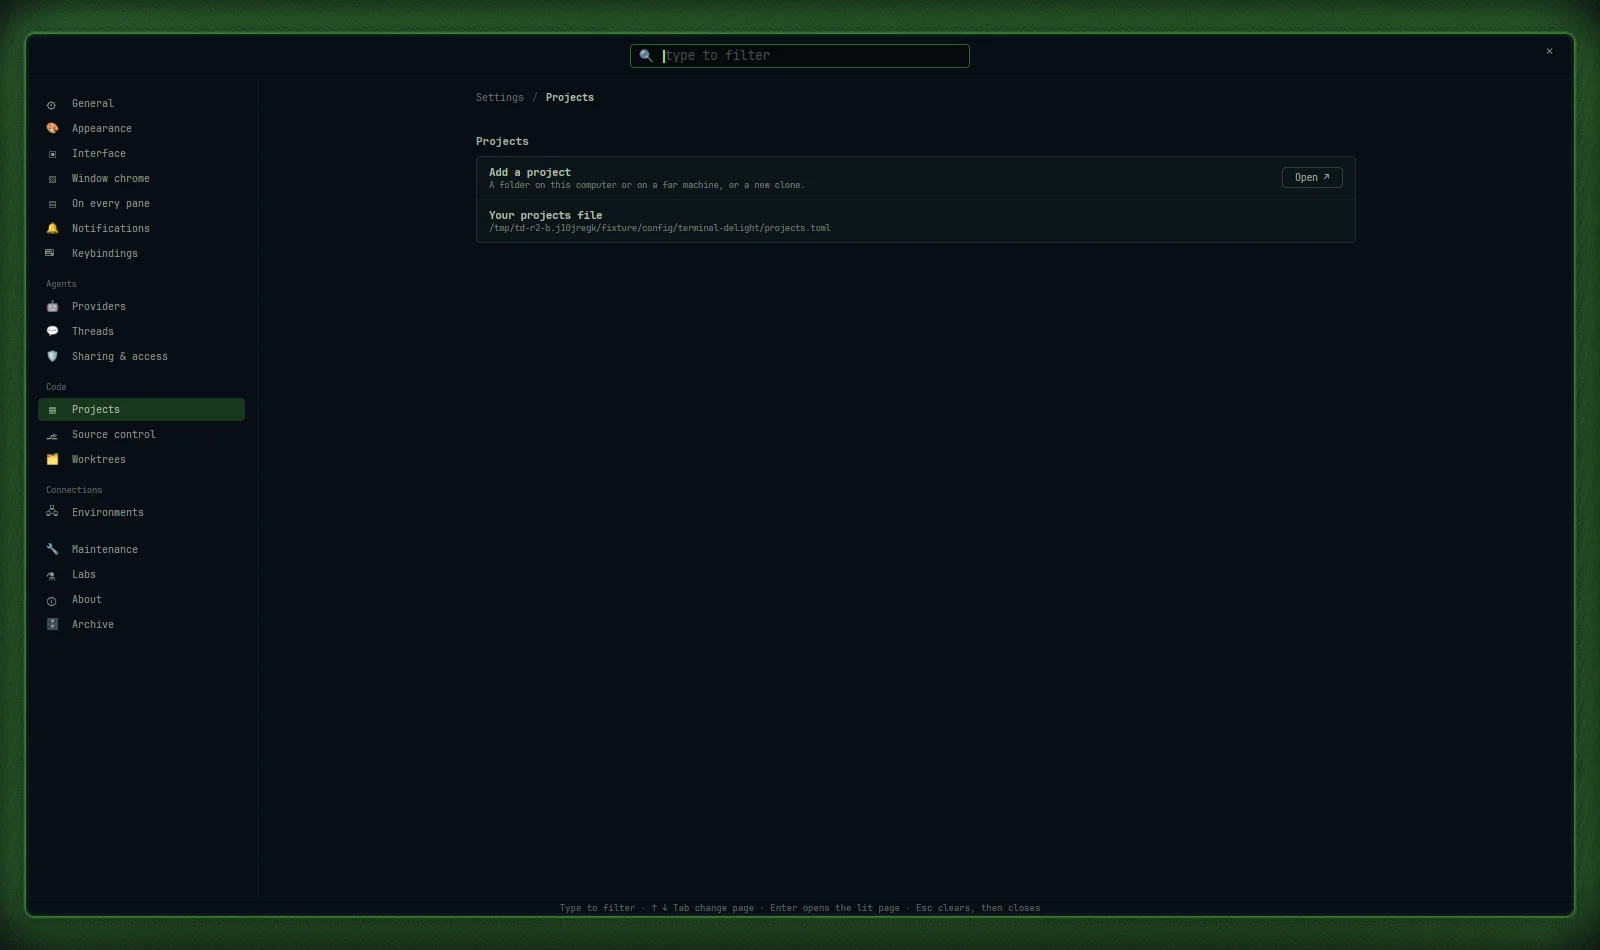 type to filter
×
General
Appearance
Interface
Window chrome
On every pane
Notifications
Keybindings
Agents
Providers
Threads
Sharing & access
Code
Projects
Source control
Worktrees
Connections
Environments
Maintenance
Labs
About
Archive
Settings / Projects
Projects
Add a project
A folder on this computer or on a far machine, or a new clone.
Open ↗
Your projects file
/tmp/td-r2-b.j10jregk/fixture/config/terminal-delight/projects.toml
Type to filter · ↑ ↓ Tab change page · Enter opens the lit page · Esc clears, then closes